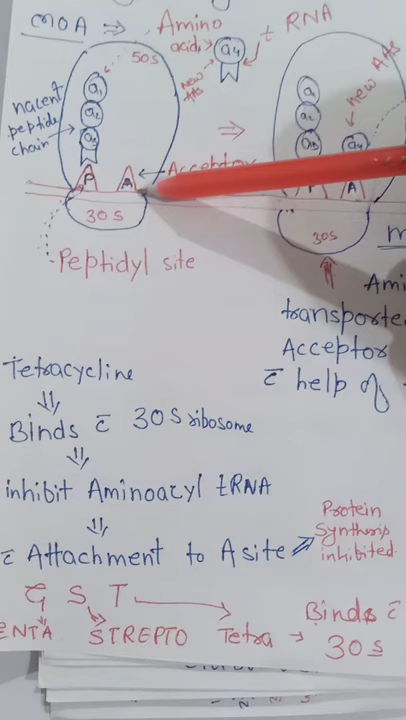 MOA ⇒ Amino acids t RNA
a4
50S
new AAs
a1
nacent
peptide
chain
a2
a3
P
A
← Acceptor
30S
Peptidyl site
a1
a2
a3
new AAs
a4
A
30S
Ami
transporte
Acceptor
c̄ help of
Tetracycline
⇓
Binds c̄ 30S ribosome
⇓
inhibit Aminoacyl tRNA
⇓
c̄ Attachment to A site ⇒
Protein
Synthesis
inhibited
G S T
ENTA STREPTO Tetra →
Binds c̄
30S